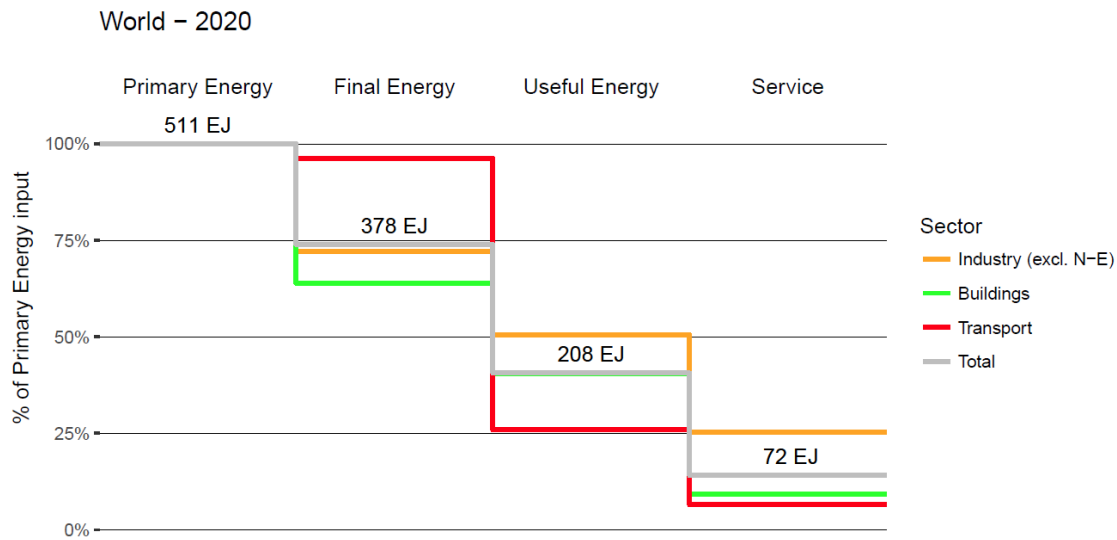 World − 2020
Primary Energy
Final Energy
Useful Energy
Service
511 EJ
378 EJ
208 EJ
72 EJ
% of Primary Energy input
100%
75%
50%
25%
0%
Sector
Industry (excl. N−E)
Buildings
Transport
Total